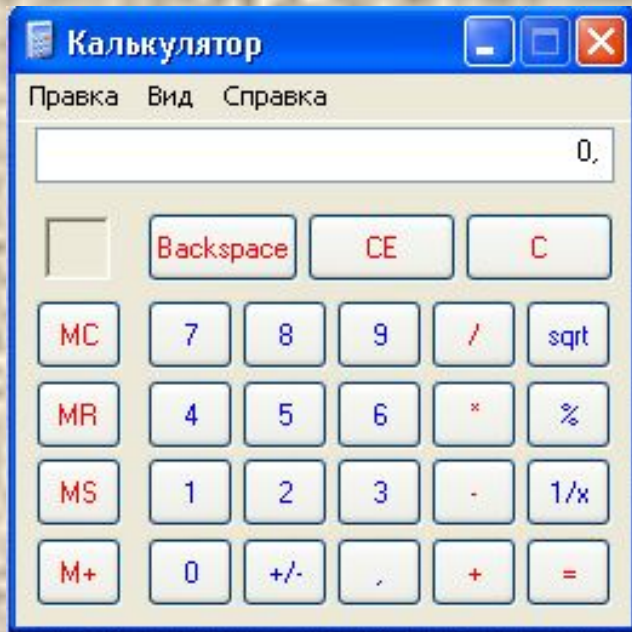 Калькулятор
Правка Вид Справка
0,
Backspace CE C
MC 7 8 9 / sqrt
MR 4 5 6 * %
MS 1 2 3 - 1/x
M+ 0 +/- , + =